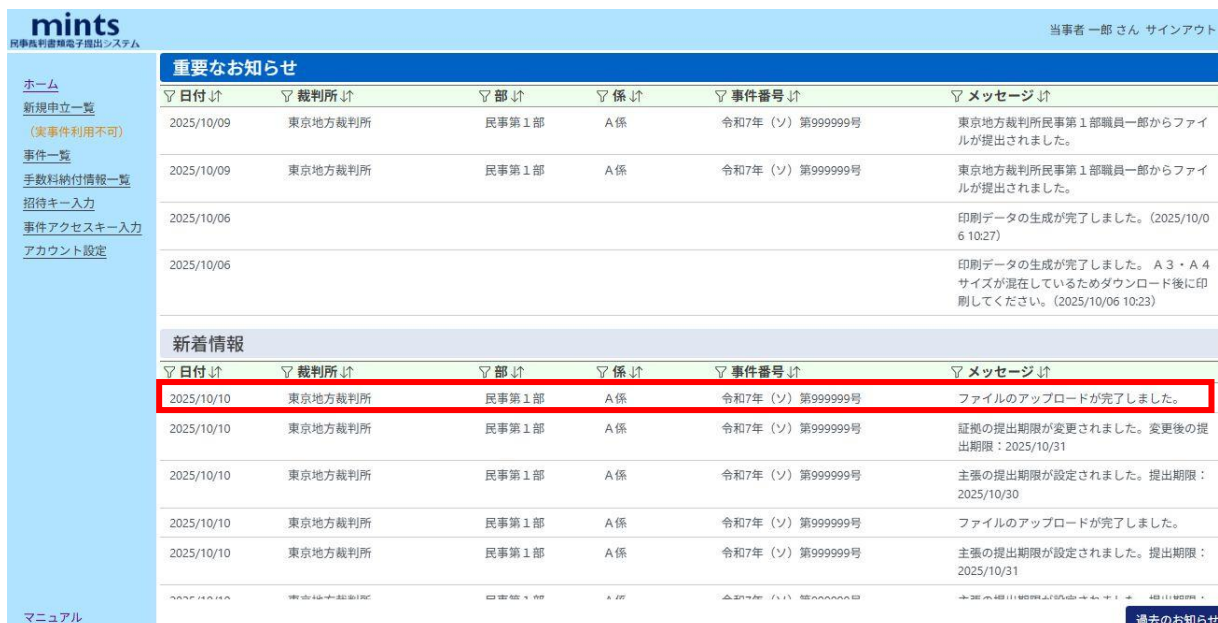 mints
民事裁判書類電子提出システム
当事者 一郎 さん サインアウト
ホーム
新規申立一覧
（実事件利用不可）
事件一覧
手数料納付情報一覧
招待キー入力
事件アクセスキー入力
アカウント設定
マニュアル
重要なお知らせ
日付 裁判所 部 係 事件番号 メッセージ
2025/10/09 東京地方裁判所 民事第１部 A係 令和7年（ソ）第999999号 東京地方裁判所民事第１部職員一郎からファイ
ルが提出されました。
2025/10/09 東京地方裁判所 民事第１部 A係 令和7年（ソ）第999999号 東京地方裁判所民事第１部職員一郎からファイ
ルが提出されました。
2025/10/06 印刷データの生成が完了しました。（2025/10/0
6 10:27）
2025/10/06 印刷データの生成が完了しました。 Ａ３・Ａ４
サイズが混在しているためダウンロード後に印
刷してください。（2025/10/06 10:23）
新着情報
日付 裁判所 部 係 事件番号 メッセージ
2025/10/10 東京地方裁判所 民事第１部 A係 令和7年（ソ）第999999号 ファイルのアップロードが完了しました。
2025/10/10 東京地方裁判所 民事第１部 A係 令和7年（ソ）第999999号 証拠の提出期限が変更されました。変更後の提
出期限：2025/10/31
2025/10/10 東京地方裁判所 民事第１部 A係 令和7年（ソ）第999999号 主張の提出期限が設定されました。提出期限：
2025/10/30
2025/10/10 東京地方裁判所 民事第１部 A係 令和7年（ソ）第999999号 ファイルのアップロードが完了しました。
2025/10/10 東京地方裁判所 民事第１部 A係 令和7年（ソ）第999999号 主張の提出期限が設定されました。提出期限：
2025/10/31
過去のお知らせ